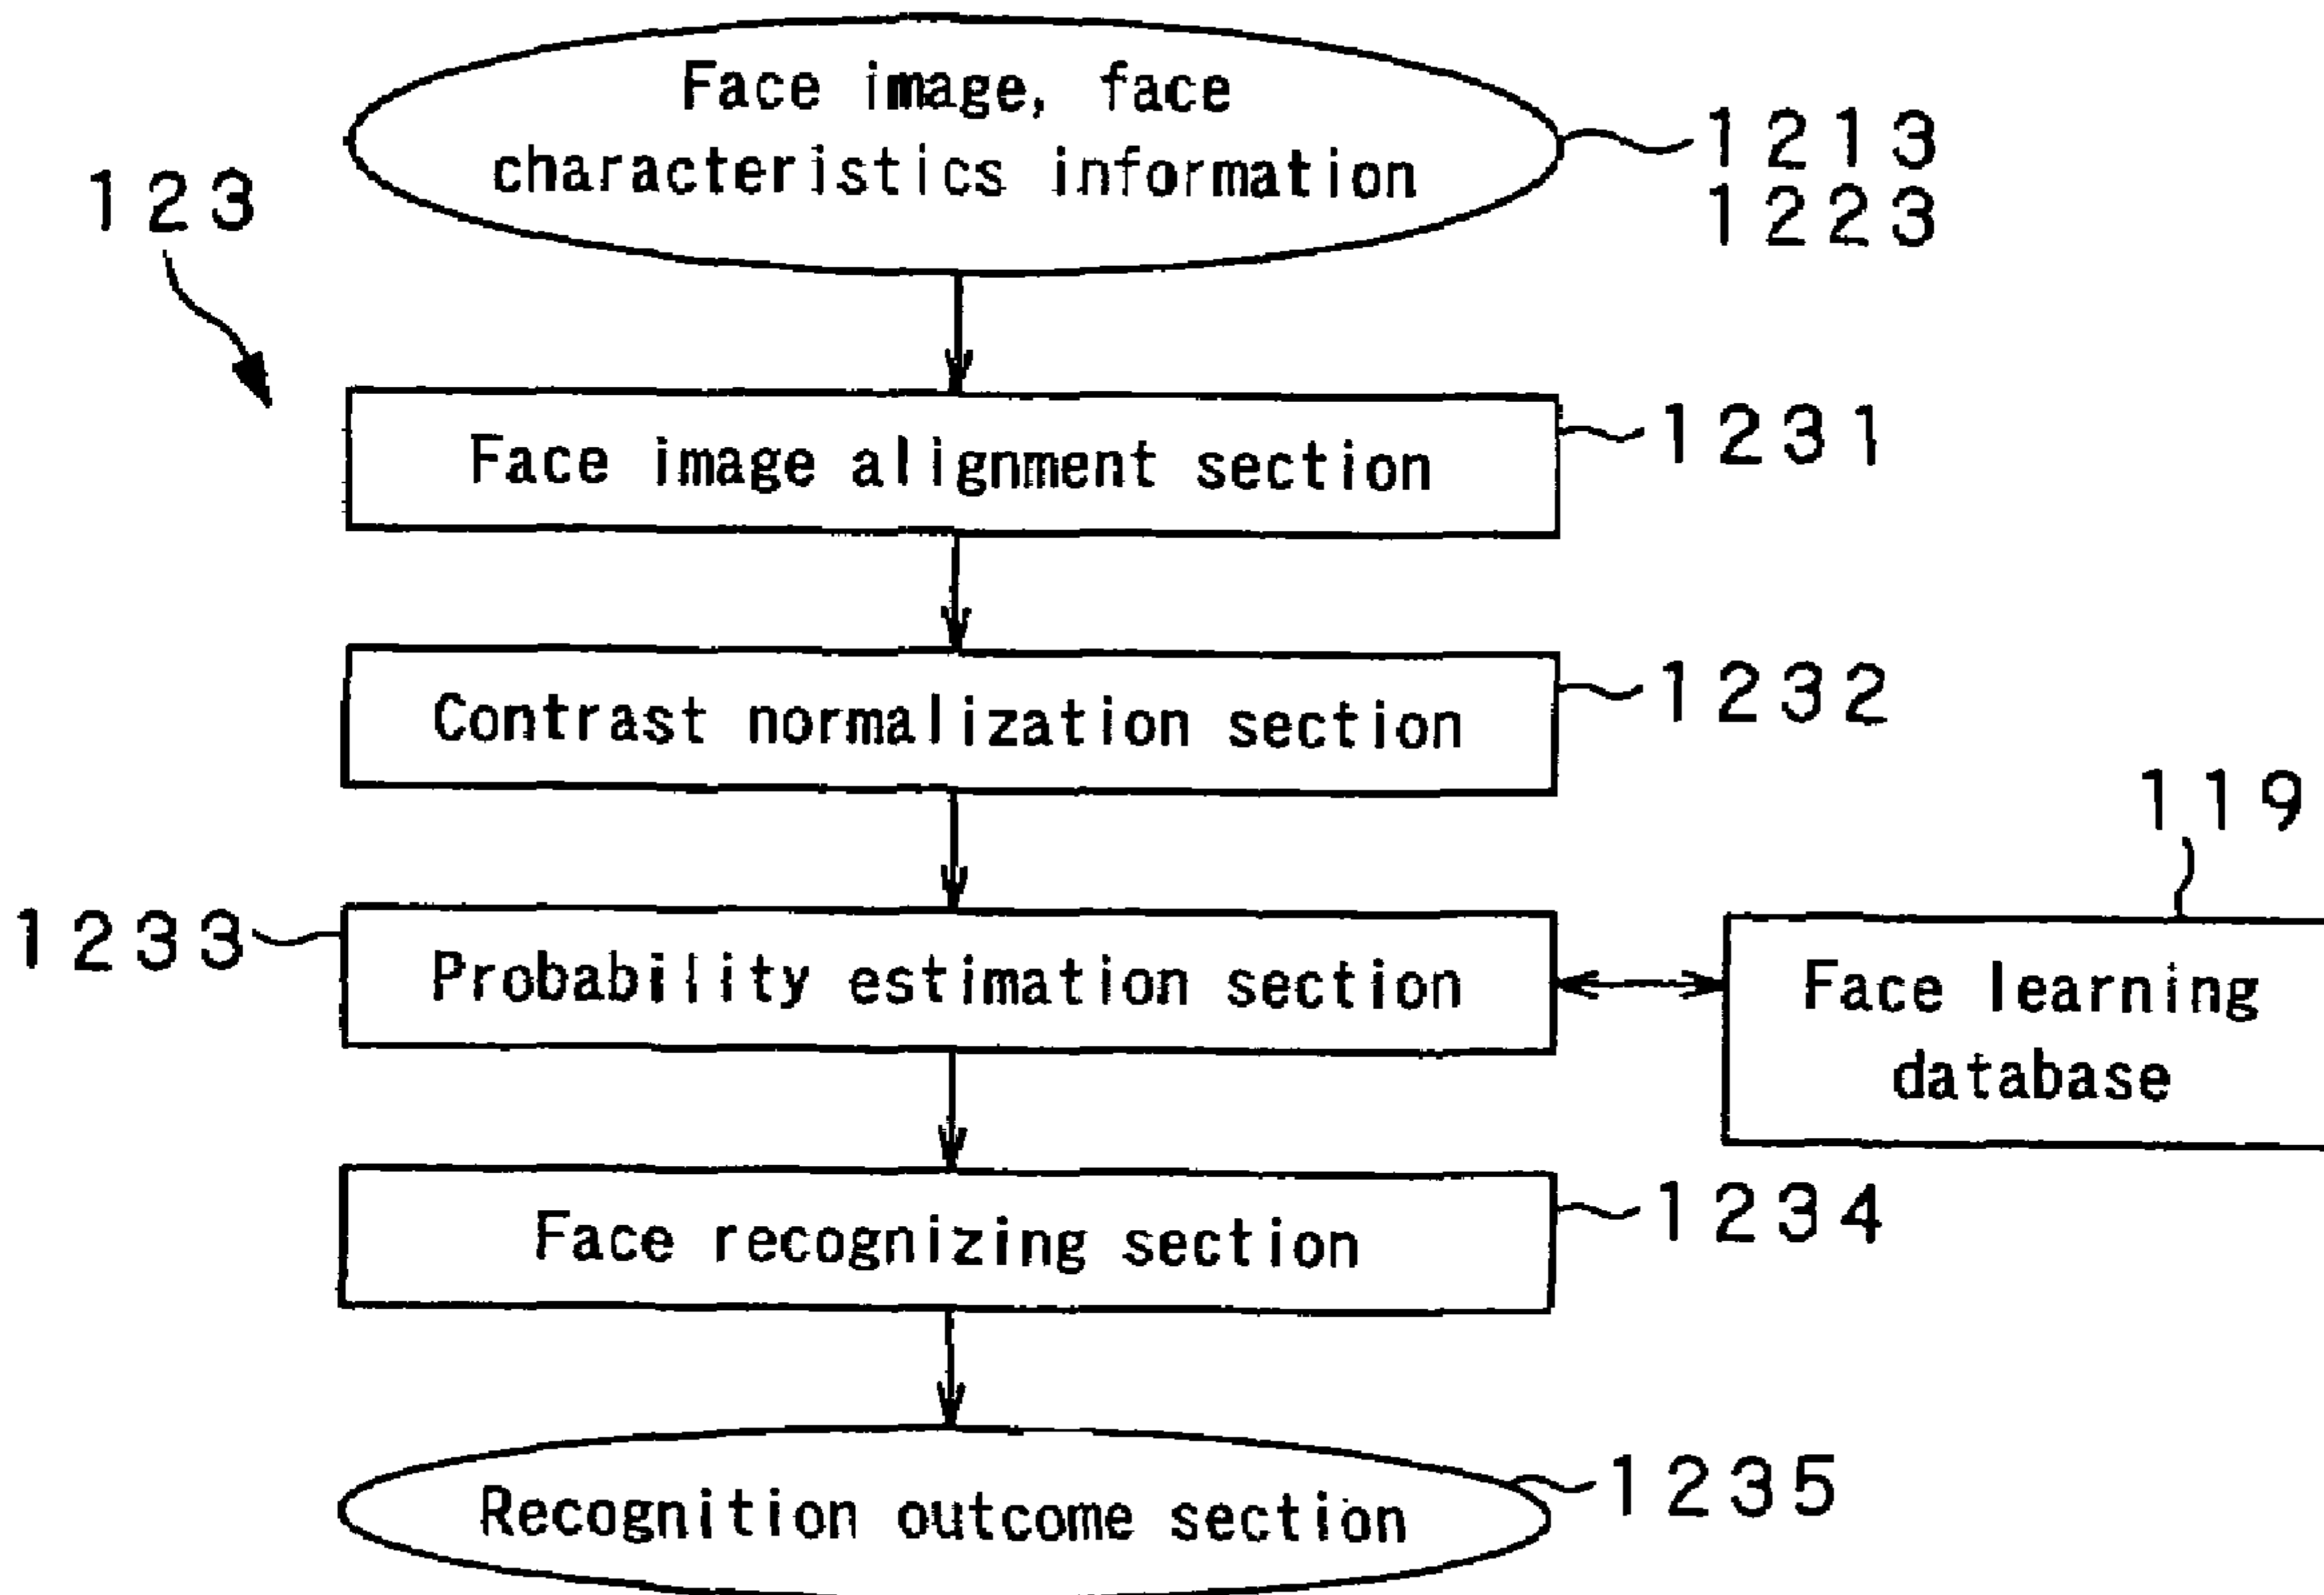 Face image, face
characteristics information
1213
1223
123
Face image alignment section
1231
Contrast normalization section
1232
119
1233
Probability estimation section
Face learning
database
Face recognizing section
1234
Recognition outcome section
1235